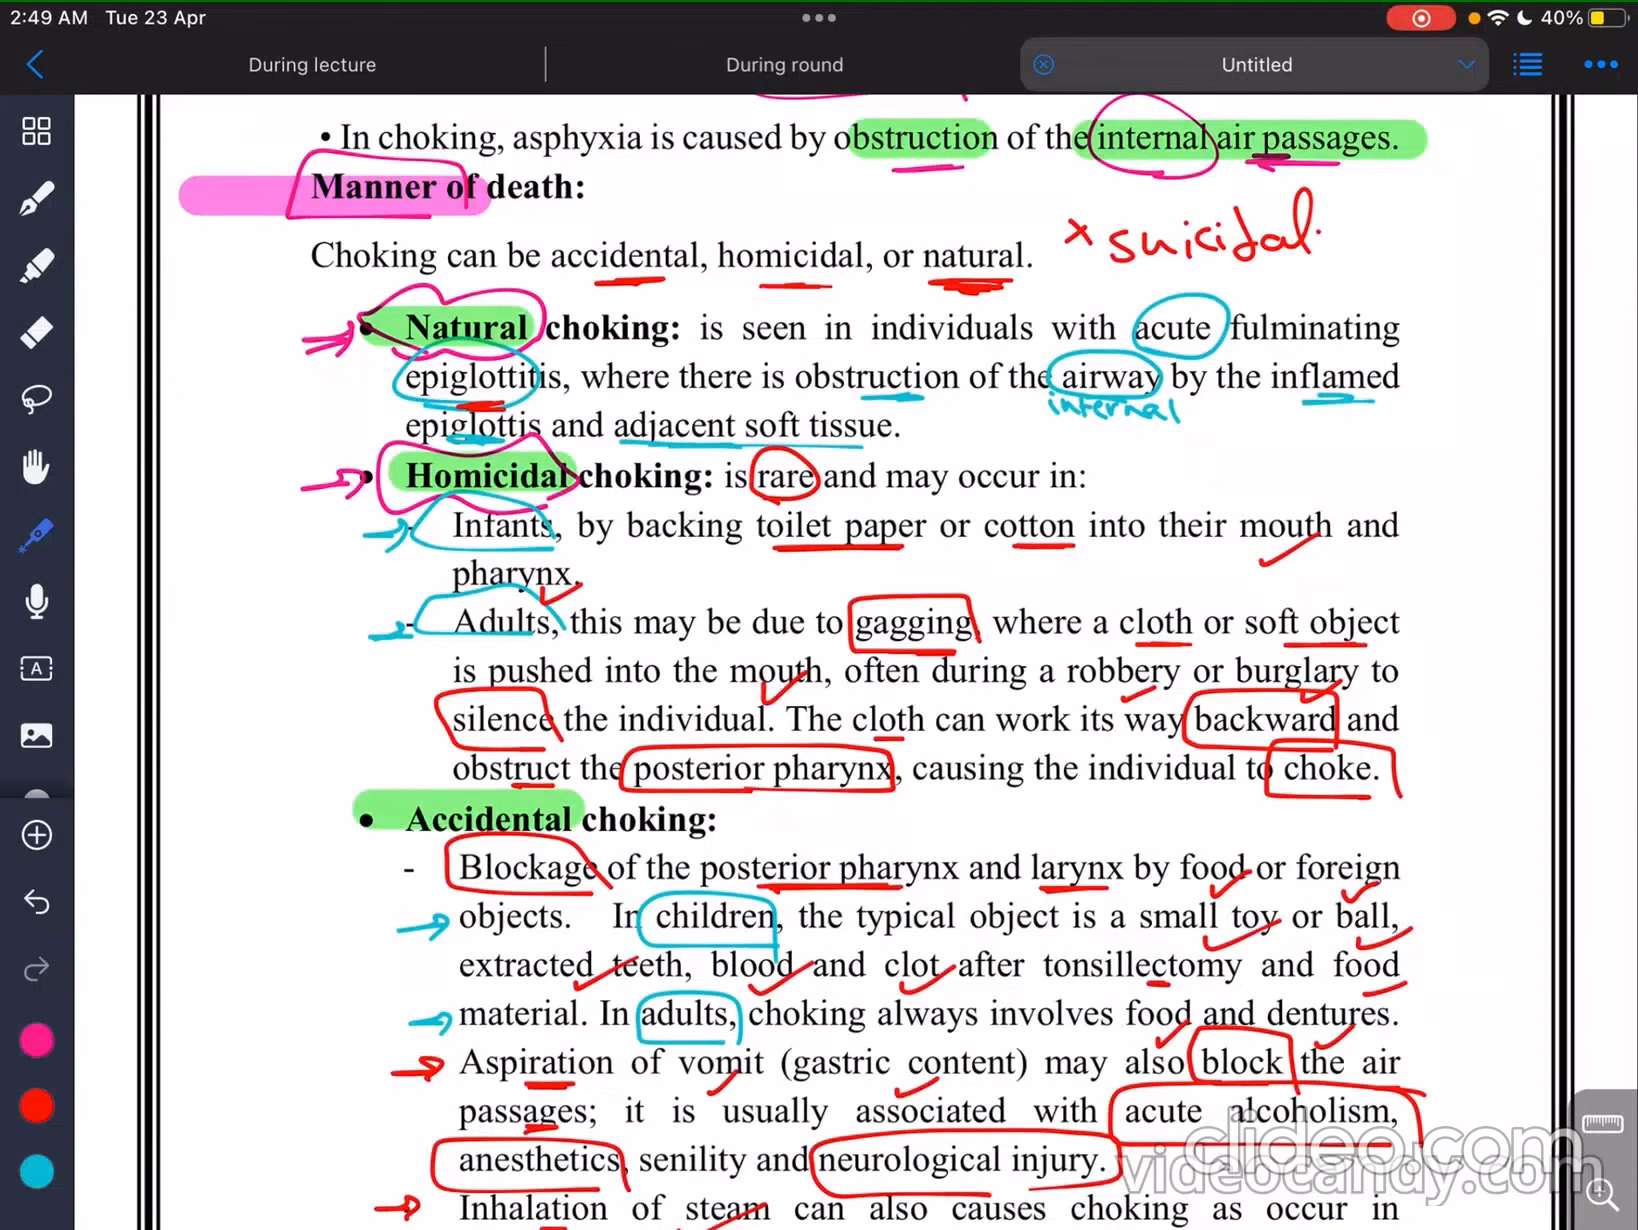 2:49 AM Tue 23 Apr
40%
During lecture
During round
Untitled
• In choking, asphyxia is caused by obstruction of the internal air passages.
Manner of death:
Choking can be accidental, homicidal, or natural.
× suicidal.
• Natural choking: is seen in individuals with acute fulminating
epiglottitis, where there is obstruction of the airway by the inflamed
internal
epiglottis and adjacent soft tissue.
• Homicidal choking: is rare and may occur in:
- Infants, by backing toilet paper or cotton into their mouth and
pharynx.
- Adults, this may be due to gagging, where a cloth or soft object
is pushed into the mouth, often during a robbery or burglary to
silence the individual. The cloth can work its way backward and
obstruct the posterior pharynx, causing the individual to choke.
• Accidental choking:
- Blockage of the posterior pharynx and larynx by food or foreign
objects. In children, the typical object is a small toy or ball,
extracted teeth, blood and clot after tonsillectomy and food
material. In adults, choking always involves food and dentures.
Aspiration of vomit (gastric content) may also block the air
passages; it is usually associated with acute alcoholism,
anesthetics, senility and neurological injury.
Inhalation of steam can also causes choking as occur in
clideo.com
videocandy.com
A